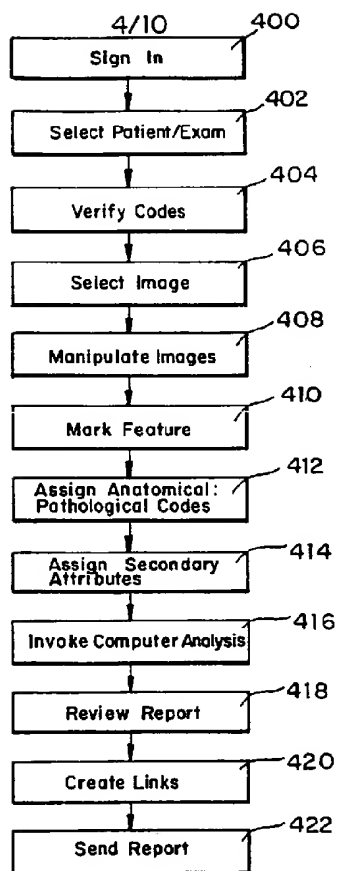 4/10
400
Sign In
402
Select Patient/Exam
404
Verify Codes
406
Select Image
408
Manipulate Images
410
Mark Feature
412
Assign Anatomical:
Pathological Codes
414
Assign Secondary
Attributes
416
Invoke Computer Analysis
418
Review Report
420
Create Links
422
Send Report